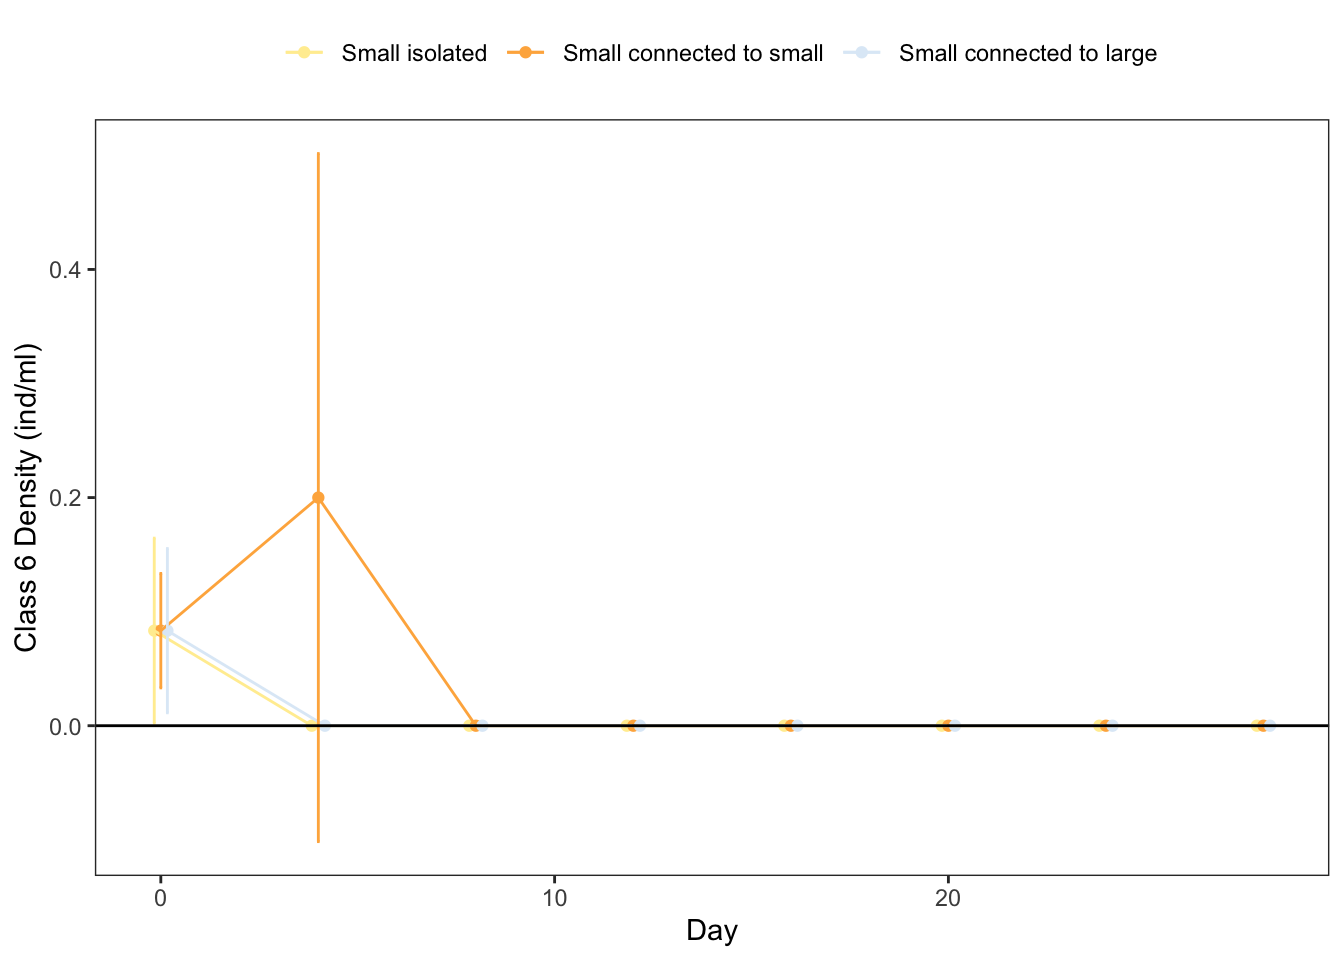 Small isolated Small connected to small Small connected to large
Class 6 Density (ind/ml)
0.4
0.2
0.0
0 10 20
Day